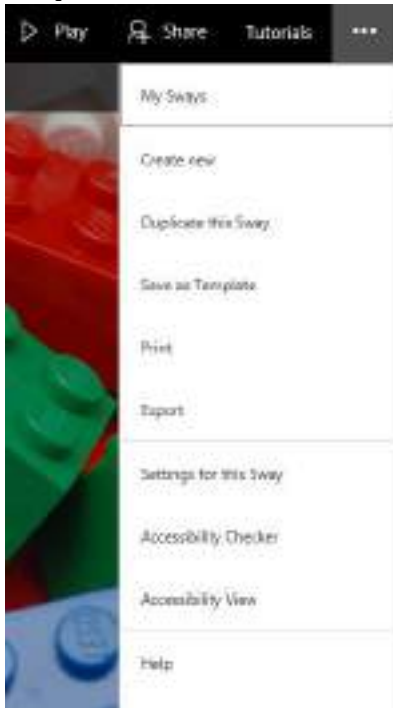 Play Share Tutorials •••
My Sways
Create new
Duplicate this Sway
Save as Template
Print
Export
Settings for this Sway
Accessibility Checker
Accessibility View
Help